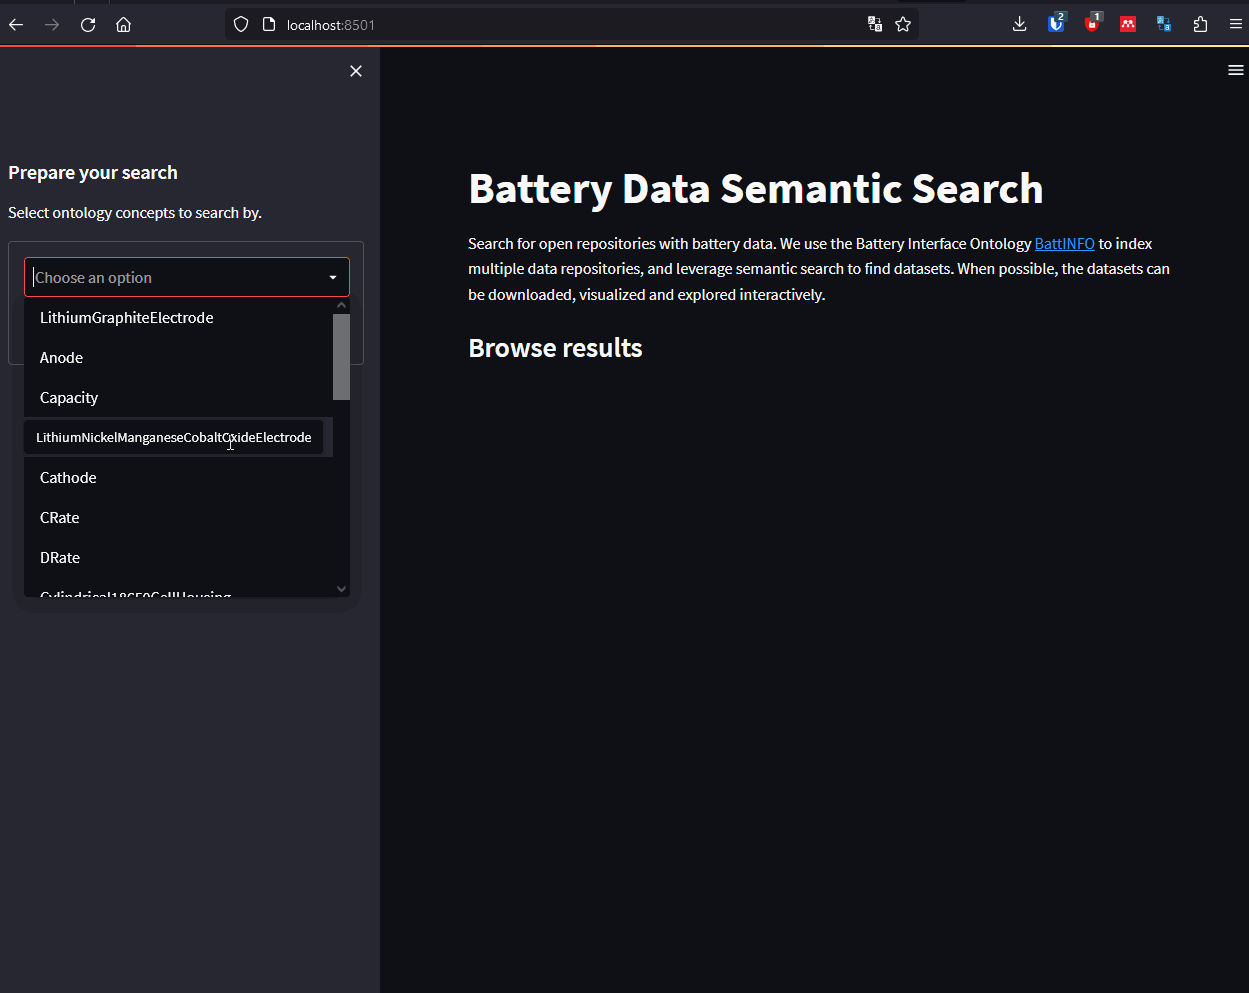 localhost:8501
2
1
Prepare your search
Select ontology concepts to search by.
Choose an option
LithiumGraphiteElectrode
Anode
Capacity
LithiumNickelManganeseCobaltOxideElectrode
Cathode
CRate
DRate
Cylindrical18650CellHousing
Battery Data Semantic Search
Search for open repositories with battery data. We use the Battery Interface Ontology BattINFO to index
multiple data repositories, and leverage semantic search to find datasets. When possible, the datasets can
be downloaded, visualized and explored interactively.
Browse results